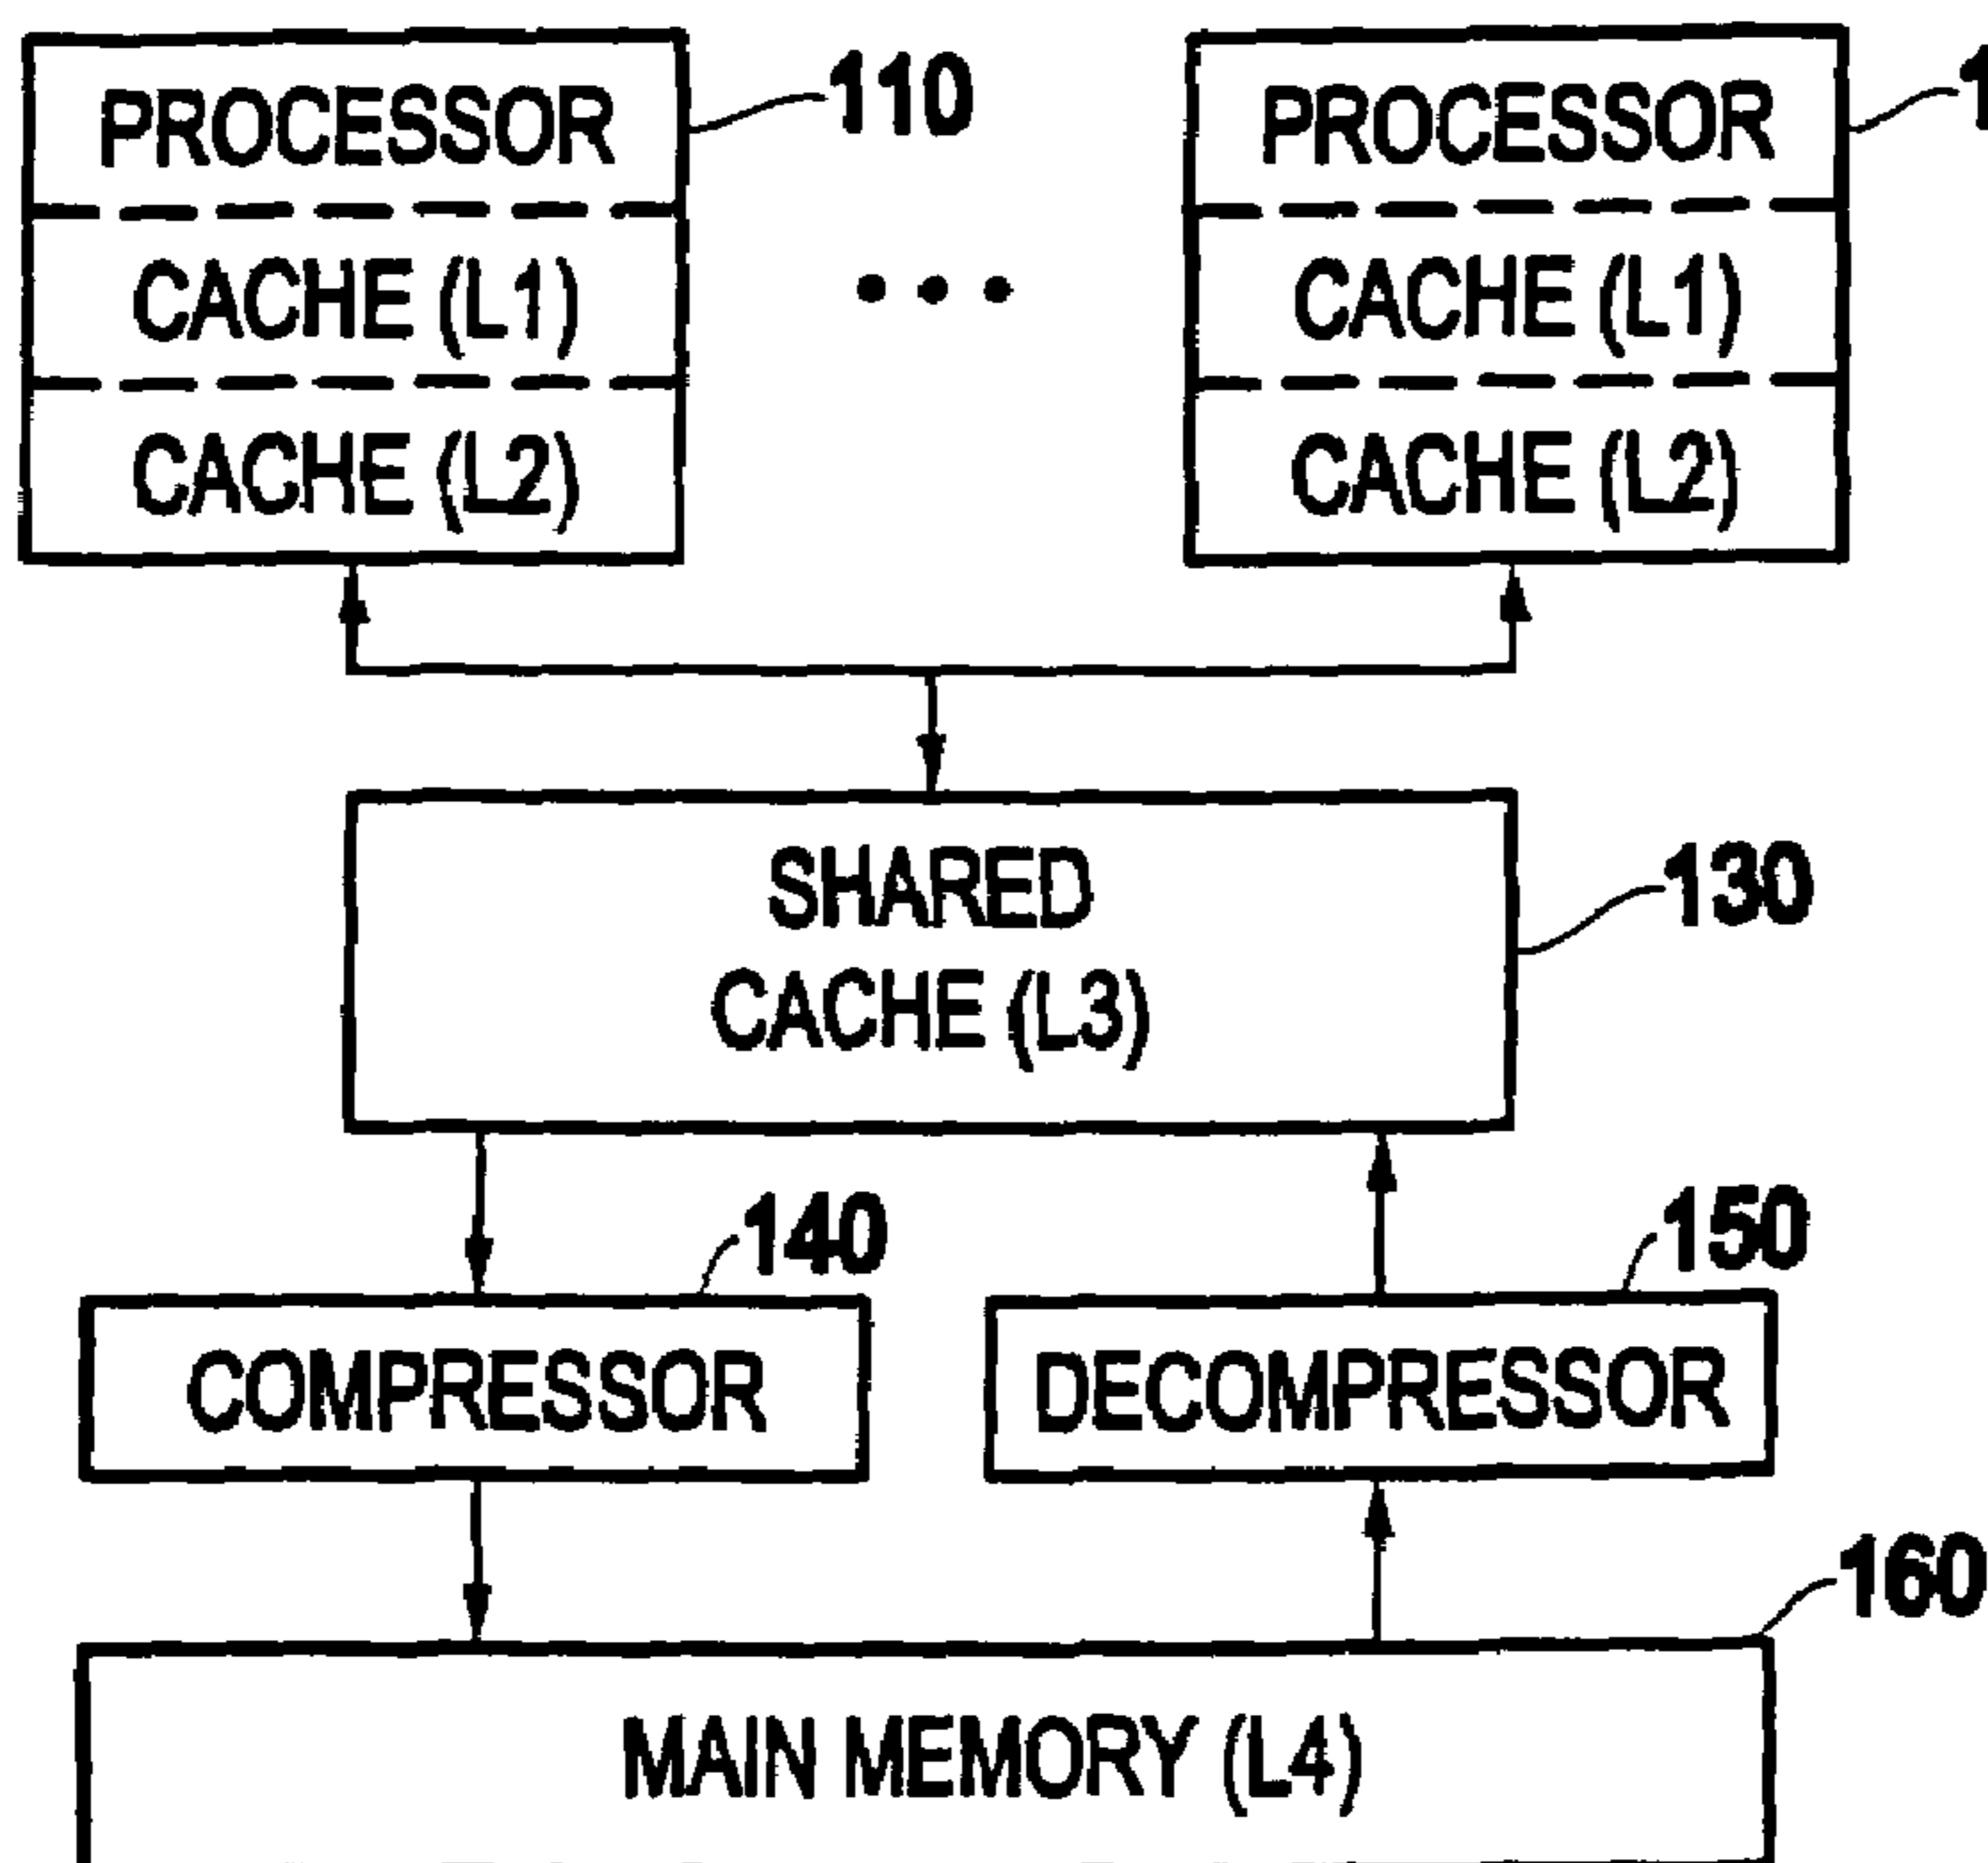 PROCESSOR
CACHE (L1)
CACHE (L2)
110
PROCESSOR
CACHE (L1)
CACHE (L2)
SHARED
CACHE (L3)
130
140
150
COMPRESSOR
DECOMPRESSOR
160
MAIN MEMORY (L4)